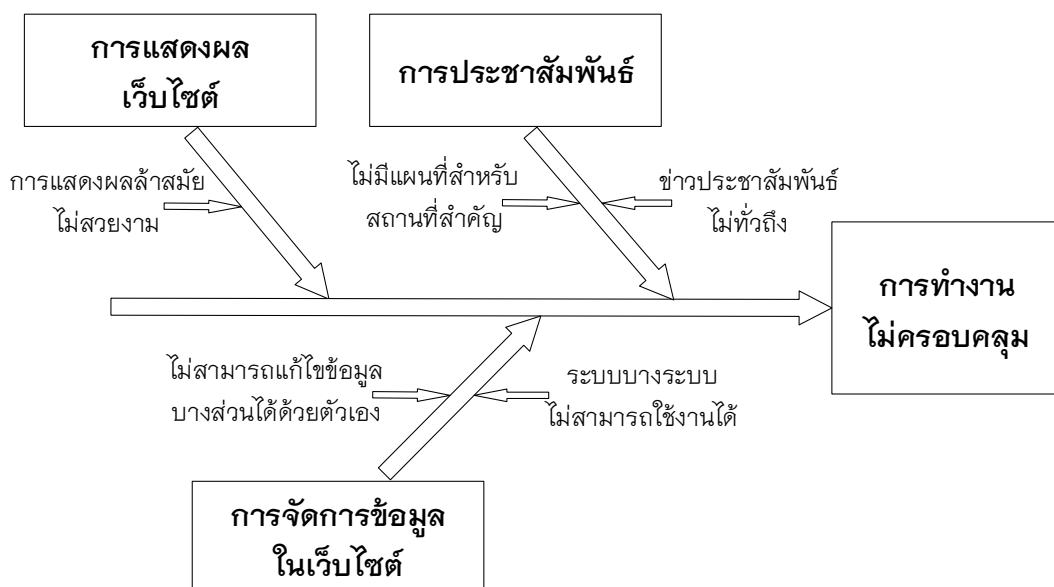 การแสดงผล
เว็บไซต์
การประชาสัมพันธ์
การแสดงผลล้าสมัย
ไม่สวยงาม
ไม่มีแผนที่สำหรับ
สถานที่สำคัญ
ข่าวประชาสัมพันธ์
ไม่ทั่วถึง
การทำงาน
ไม่ครอบคลุม
ไม่สามารถแก้ไขข้อมูล
บางส่วนได้ด้วยตัวเอง
ระบบบางระบบ
ไม่สามารถใช้งานได้
การจัดการข้อมูล
ในเว็บไซต์